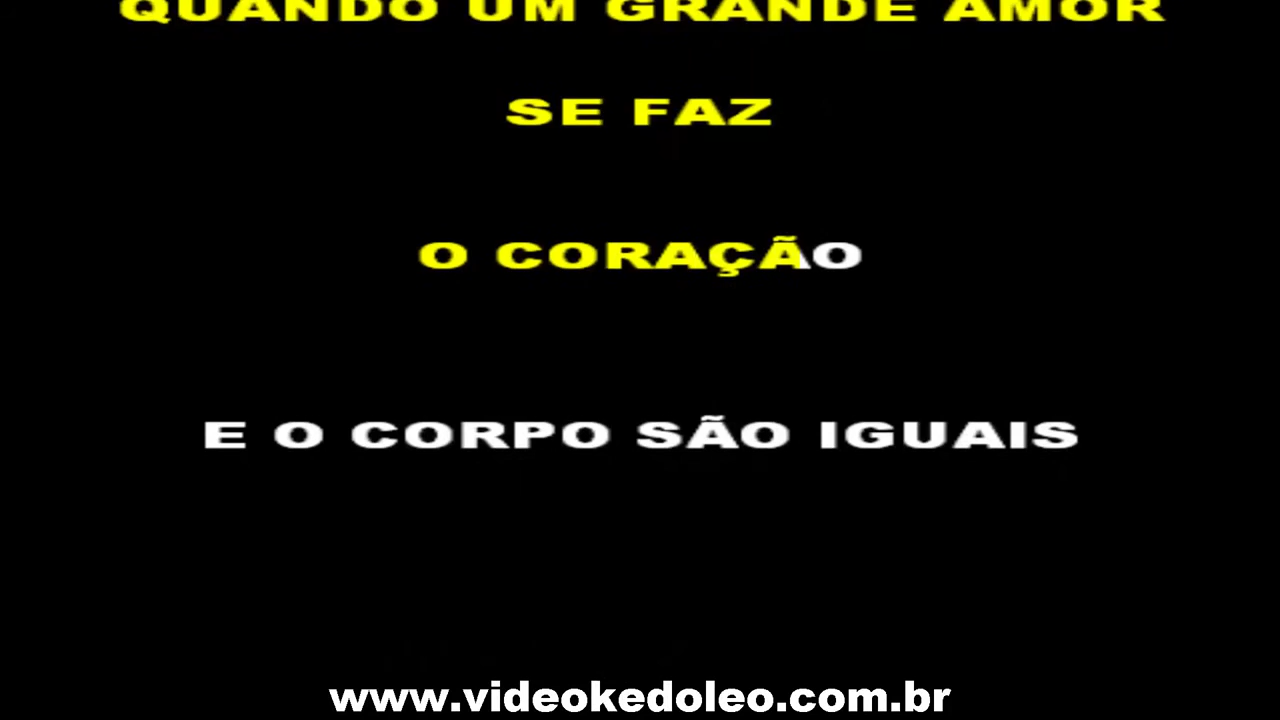 QUANDO UM GRANDE AMOR
SE FAZ
O CORAÇÃO
E O CORPO SÃO IGUAIS
www.videokedoleo.com.br